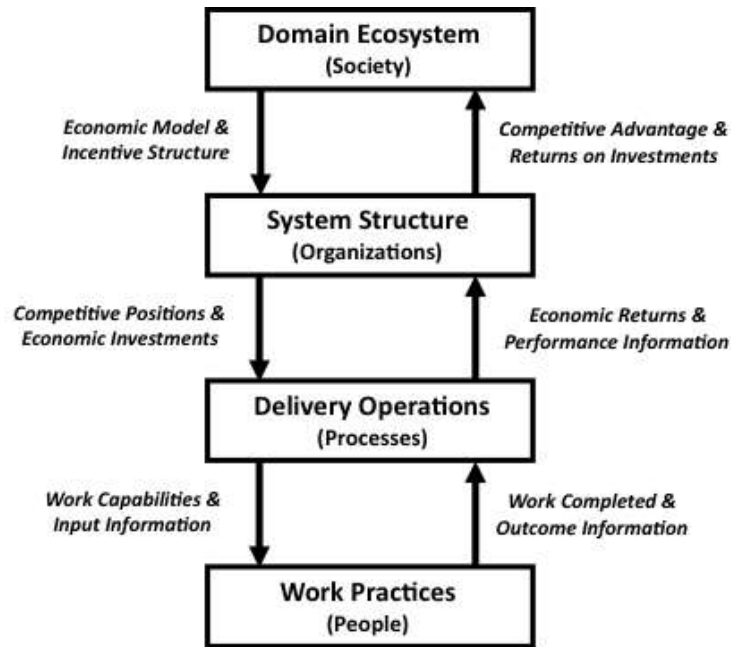 Domain Ecosystem
(Society)
Economic Model &
Incentive Structure
Competitive Advantage &
Returns on Investments
System Structure
(Organizations)
Competitive Positions &
Economic Investments
Economic Returns &
Performance Information
Delivery Operations
(Processes)
Work Capabilities &
Input Information
Work Completed &
Outcome Information
Work Practices
(People)